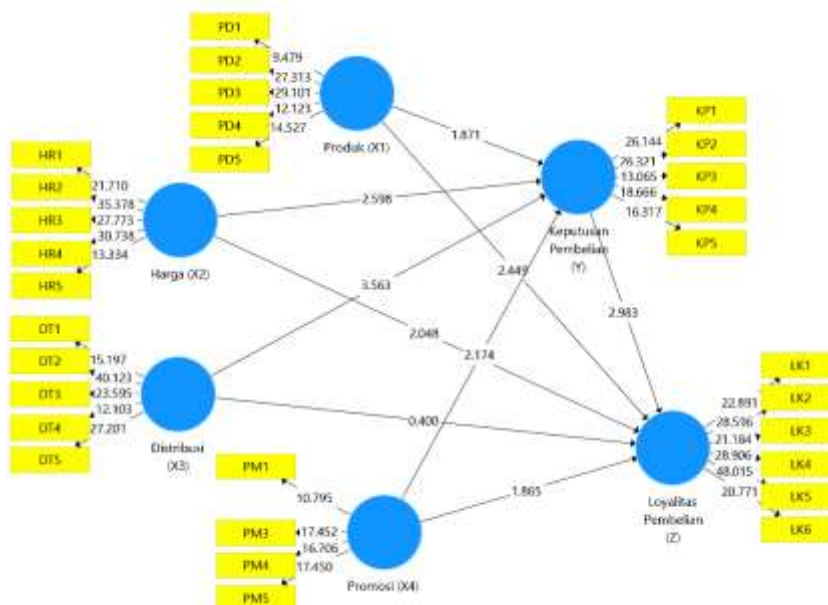 PD1
PD2
PD3
PD4
PD5
9.479
27.313
29.101
12.123
14.527
Produk (X1)
HR1
HR2
HR3
HR4
HR5
21.710
35.378
27.773
30.738
13.334
Harga (X2)
DT1
DT2
DT3
DT4
DT5
15.197
40.123
23.595
12.103
27.201
Distribusi
(X3)
PM1
PM3
PM4
PM5
10.795
17.452
16.706
17.450
Promosi (X4)
1.871
2.598
3.563
2.449
2.048
2.174
0.400
1.865
2.983
KP1
KP2
KP3
KP4
KP5
26.144
26.321
13.065
18.666
16.317
Keputusan
Pembelian
(Y)
LK1
LK2
LK3
LK4
LK5
LK6
22.891
28.596
21.184
28.906
48.015
20.771
Loyalitas
Pembelian
(Z)